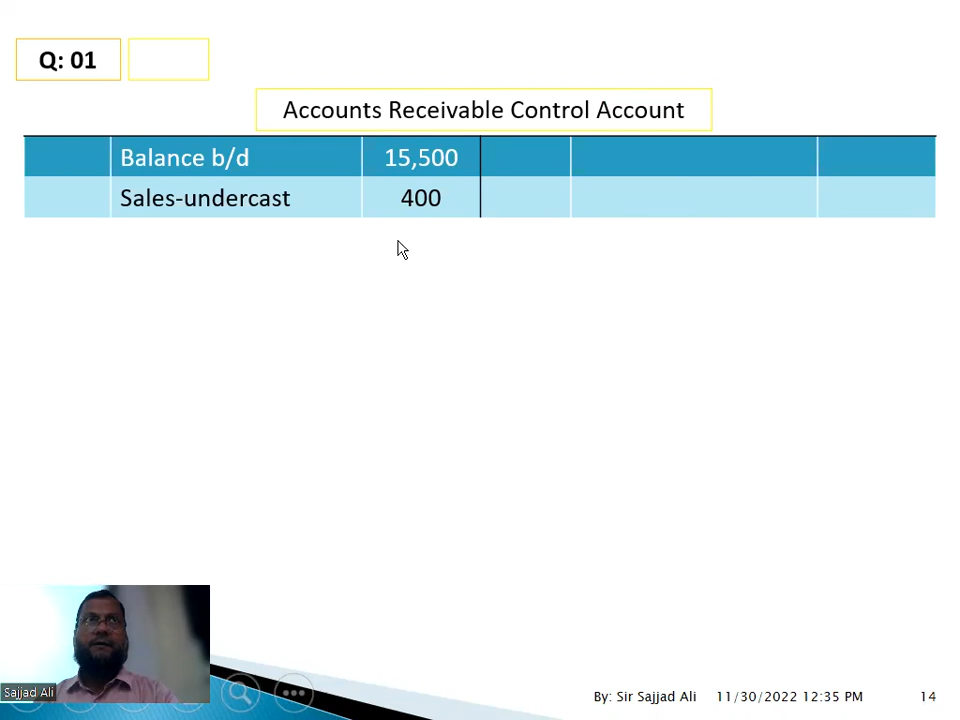 Q: 01
Accounts Receivable Control Account
Balance b/d 15,500
Sales-undercast 400
Sajjad Ali
By: Sir Sajjad Ali 11/30/2022 12:35 PM 14